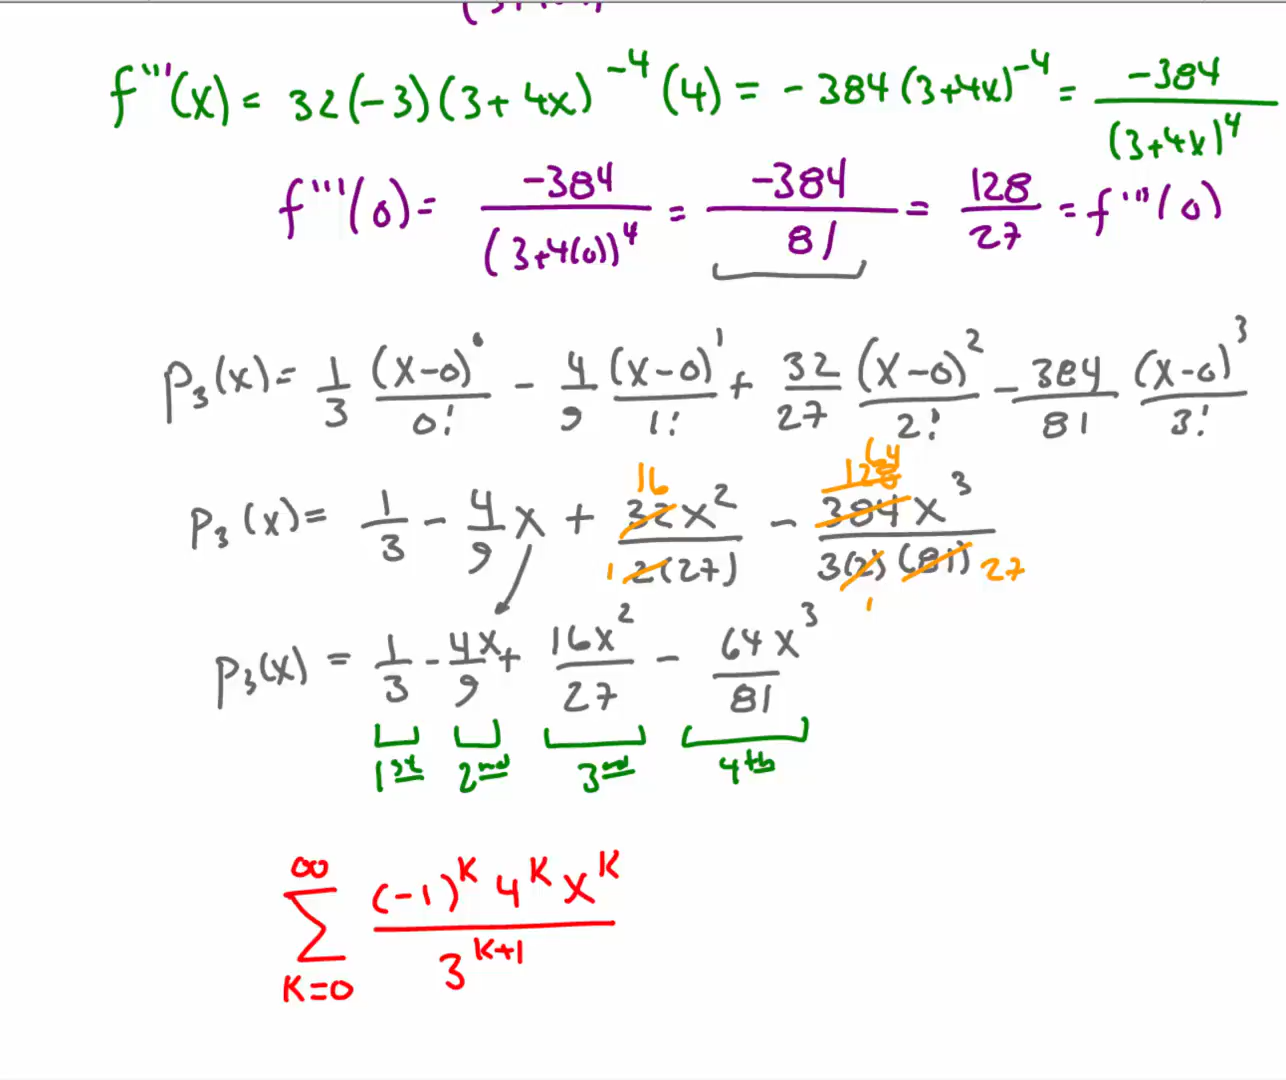 f'''(x) = 32(-3)(3+4x)^-4 (4) = -384(3+4x)^-4 = -384/(3+4x)^4
f'''(0) = -384/(3+4(0))^4 = -384/81 = 128/27 = f'''(0)
P₃(x) = 1/3 (x-0)^0/0! - 4/9 (x-0)^1/1! + 32/27 (x-0)^2/2! - 384/81 (x-0)^3/3!
16 128 64
P₃(x) = 1/3 - 4/9 x + 32x^2/2(27) - 384x^3/3(2)(81)
1 1 27
P₃(x) = 1/3 - 4x/9 + 16x^2/27 - 64x^3/81
1st 2nd 3rd 4th
∞
∑ (-1)^K 4^K x^K / 3^(K+1)
K=0